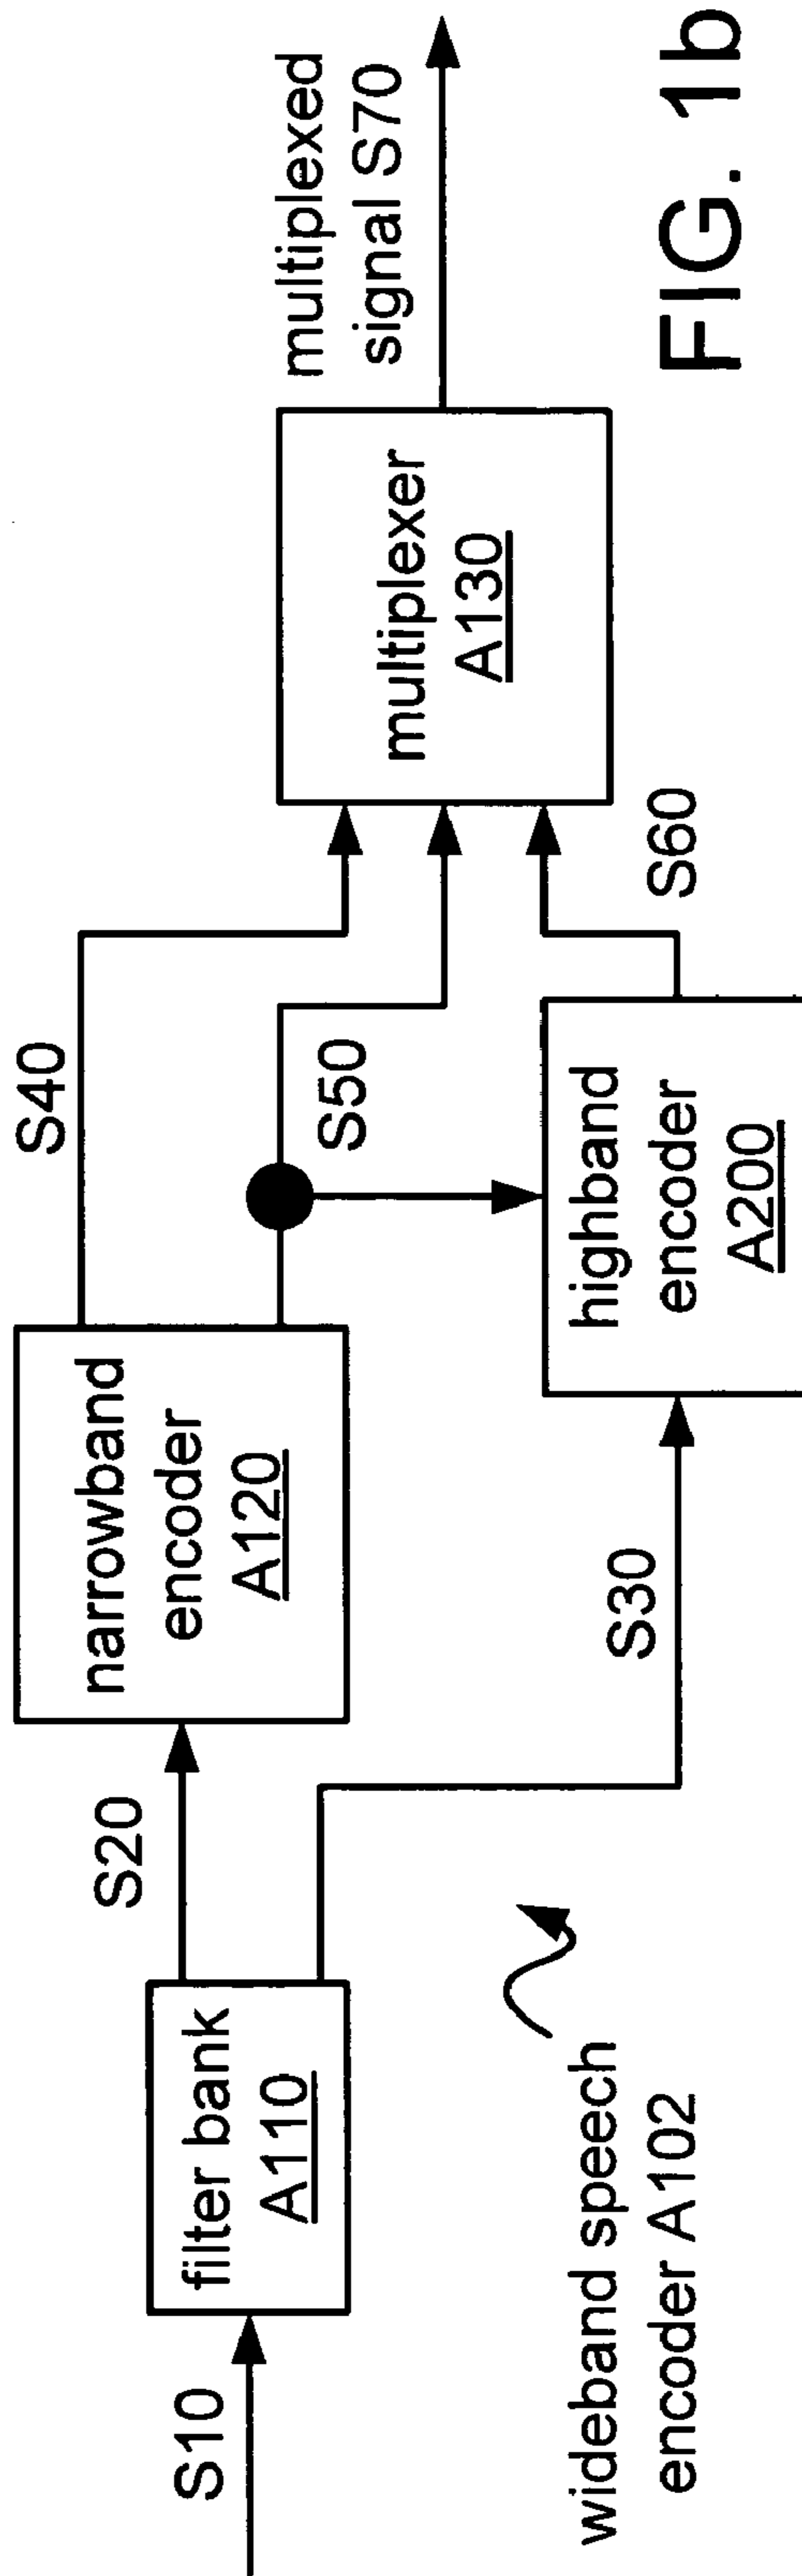 S10
filter bank
A110
S20
S30
narrowband
encoder
A120
S40
S50
highband
encoder
A200
S60
multiplexer
A130
multiplexed
signal S70
wideband speech
encoder A102
FIG. 1b